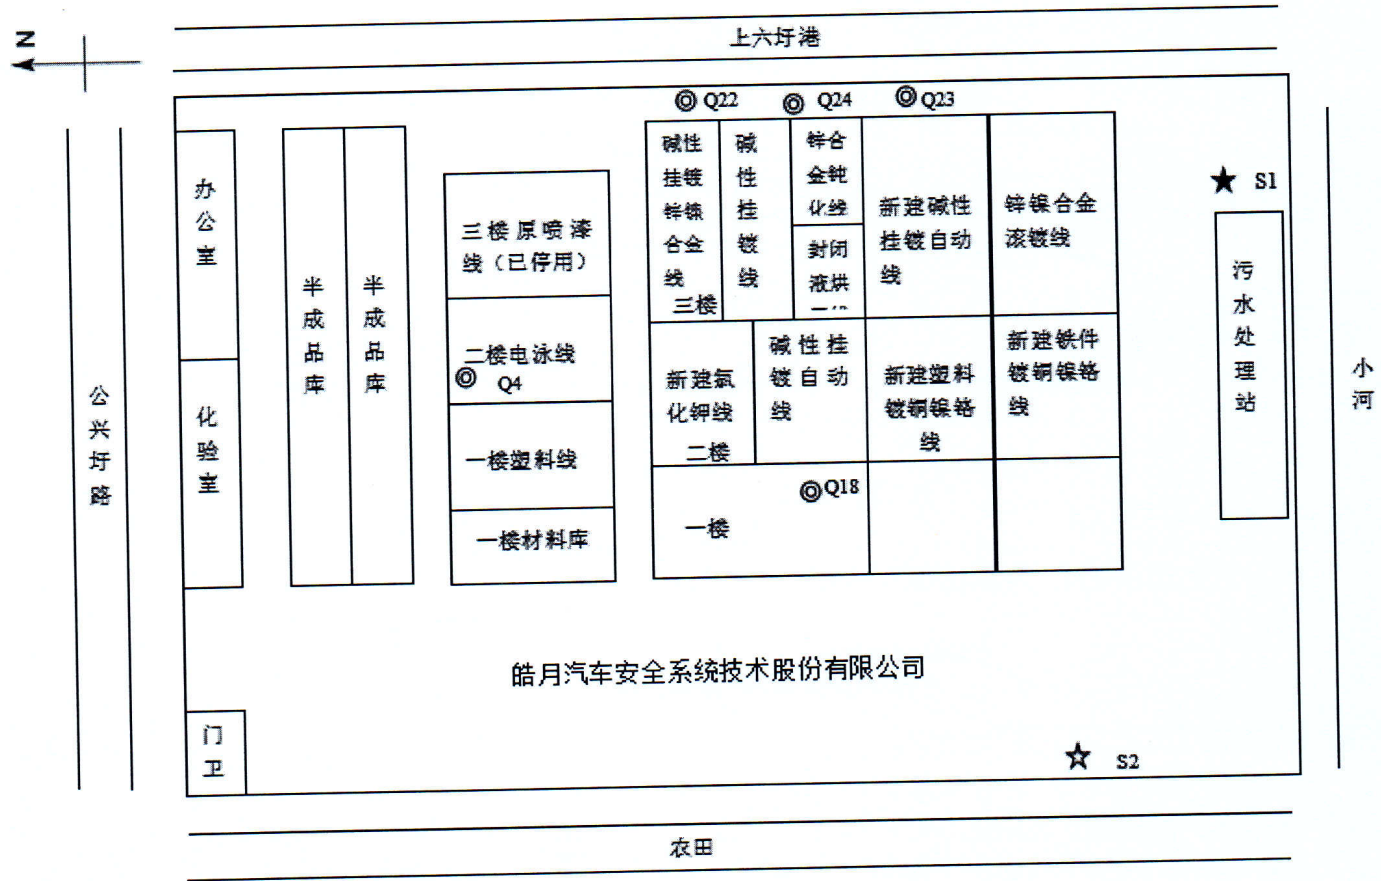 N
上六圩港
Q22
Q24
Q23
办公室
化验室
门卫
公兴圩路
半成品库
半成品库
三楼原喷漆
线（已停用）
二楼电泳线
Q4
一楼塑料线
一楼材料库
碱性
挂镀
锌镍
合金
线
三楼
碱性挂镀线
锌合
金钝
化线
封闭
液烘
新建碱性
挂镀自动
线
锌镍合金
滚镀线
新建氯
化钾线
二楼
碱性挂
镀自动
线
新建塑料
镀铜镍铬
线
新建铁件
镀铜镍铬
线
一楼
Q18
S1
污水处理站
小河
皓月汽车安全系统技术股份有限公司
S2
农田